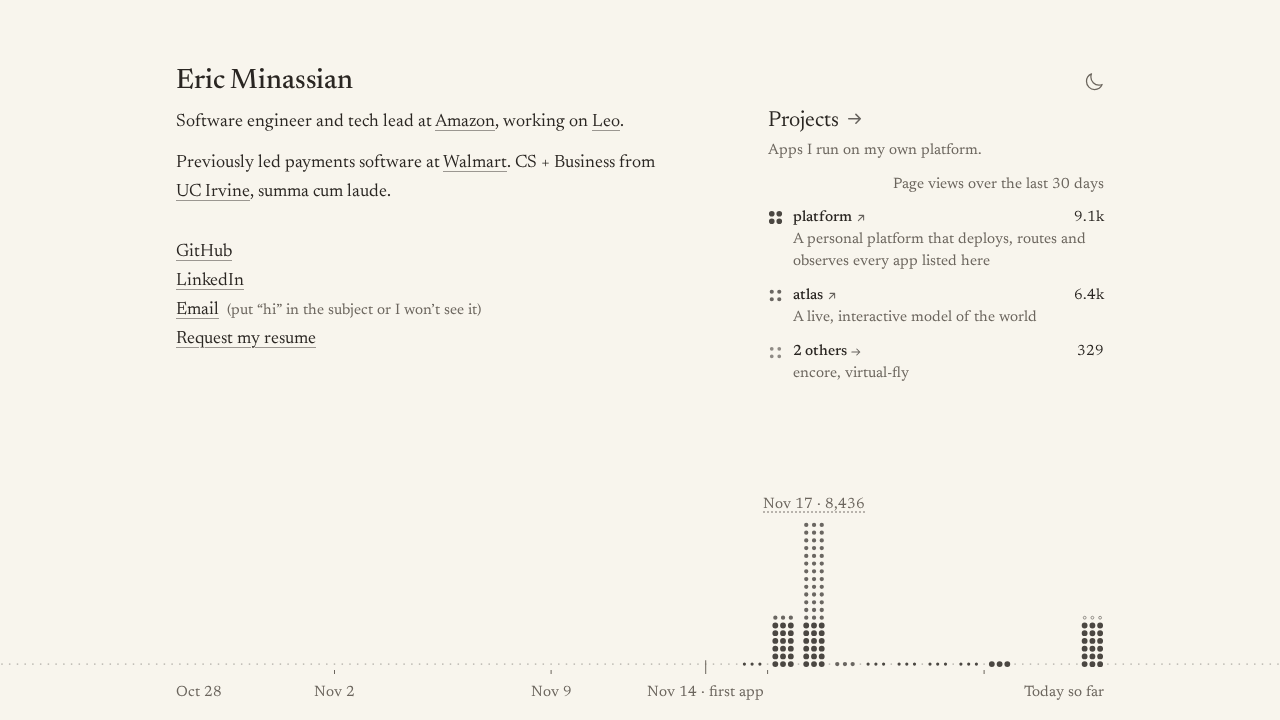 Eric Minassian
Software engineer and tech lead at Amazon, working on Leo.
Previously led payments software at Walmart. CS + Business from
UC Irvine, summa cum laude.
GitHub
LinkedIn
Email (put “hi” in the subject or I won’t see it)
Request my resume
Projects →
Apps I run on my own platform.
Page views over the last 30 days
platform ↗ 9.1k
A personal platform that deploys, routes and
observes every app listed here
atlas ↗ 6.4k
A live, interactive model of the world
2 others → 329
encore, virtual-fly
Nov 17 · 8,436
Oct 28 Nov 2 Nov 9 Nov 14 · first app Today so far